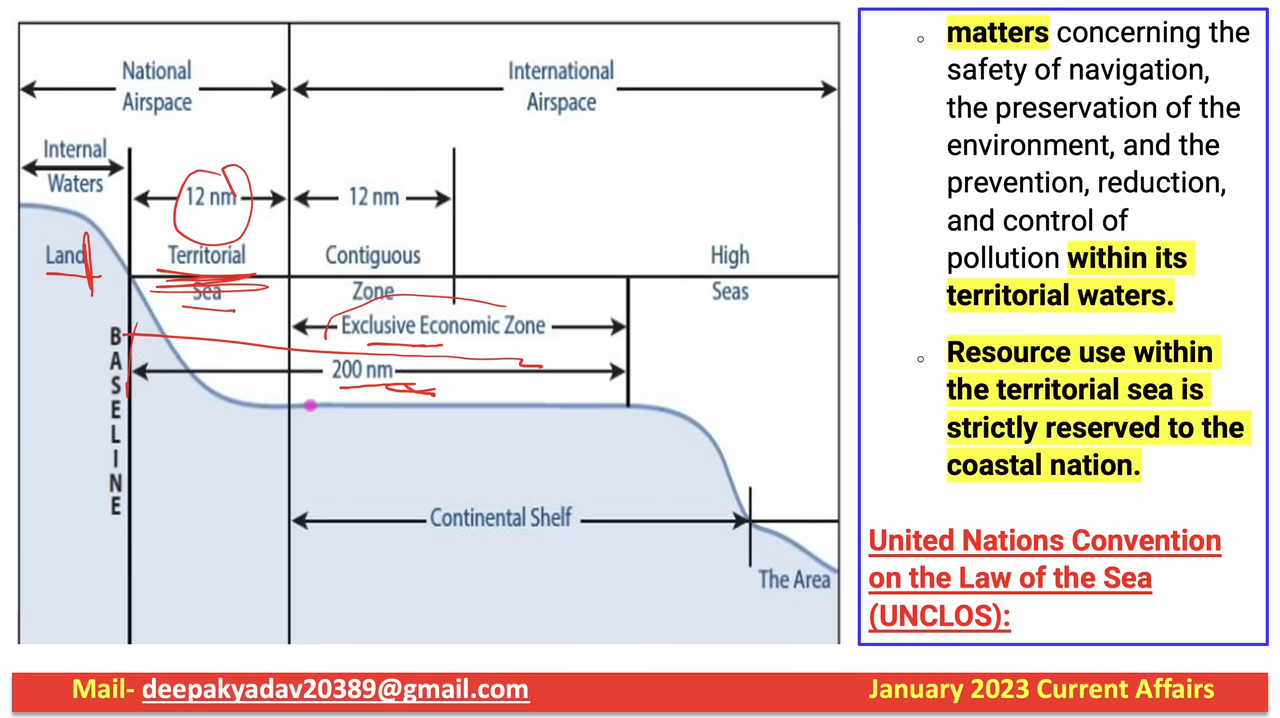 National
Airspace
International
Airspace
Internal
Waters
12 nm
12 nm
Land
Territorial
Sea
Contiguous
Zone
High
Seas
Exclusive Economic Zone
200 nm
BASELINE
Continental Shelf
The Area
◦ matters concerning the
safety of navigation,
the preservation of the
environment, and the
prevention, reduction,
and control of
pollution within its
territorial waters.
◦ Resource use within
the territorial sea is
strictly reserved to the
coastal nation.
United Nations Convention
on the Law of the Sea
(UNCLOS):
Mail- deepakyadav20389@gmail.com
January 2023 Current Affairs